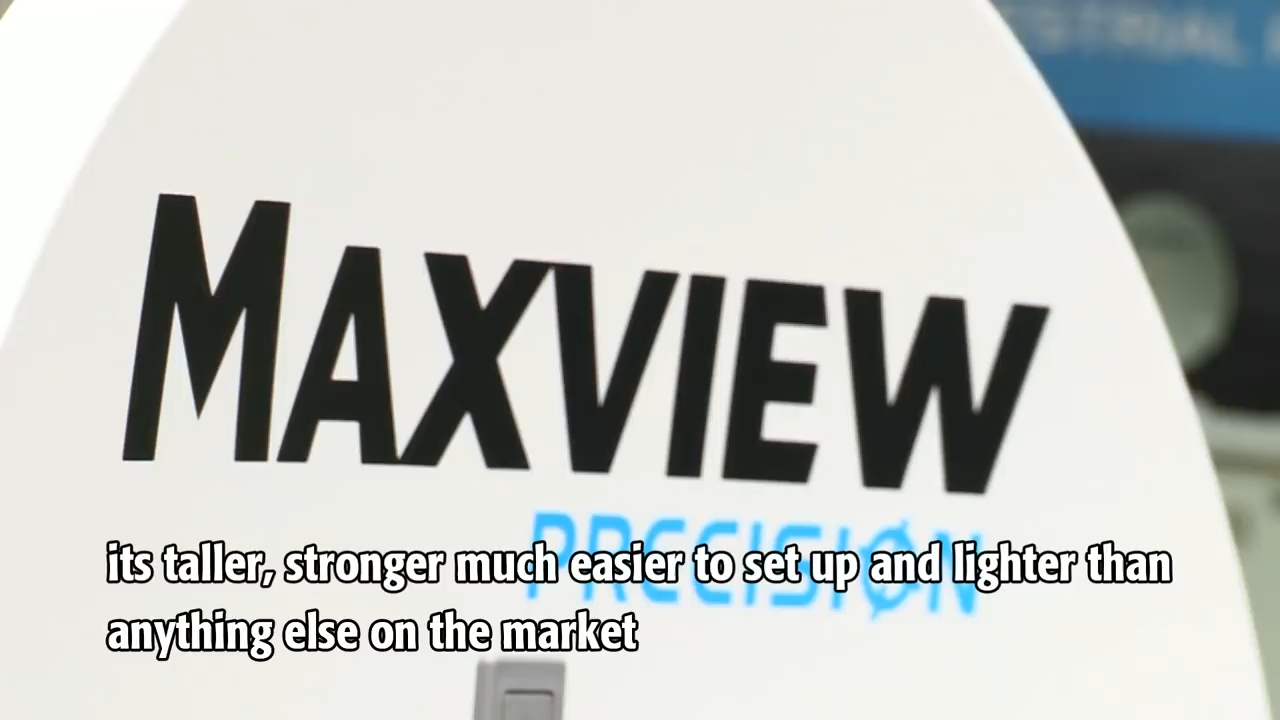 MAXVIEW
PRECISION
its taller, stronger much easier to set up and lighter than
anything else on the market